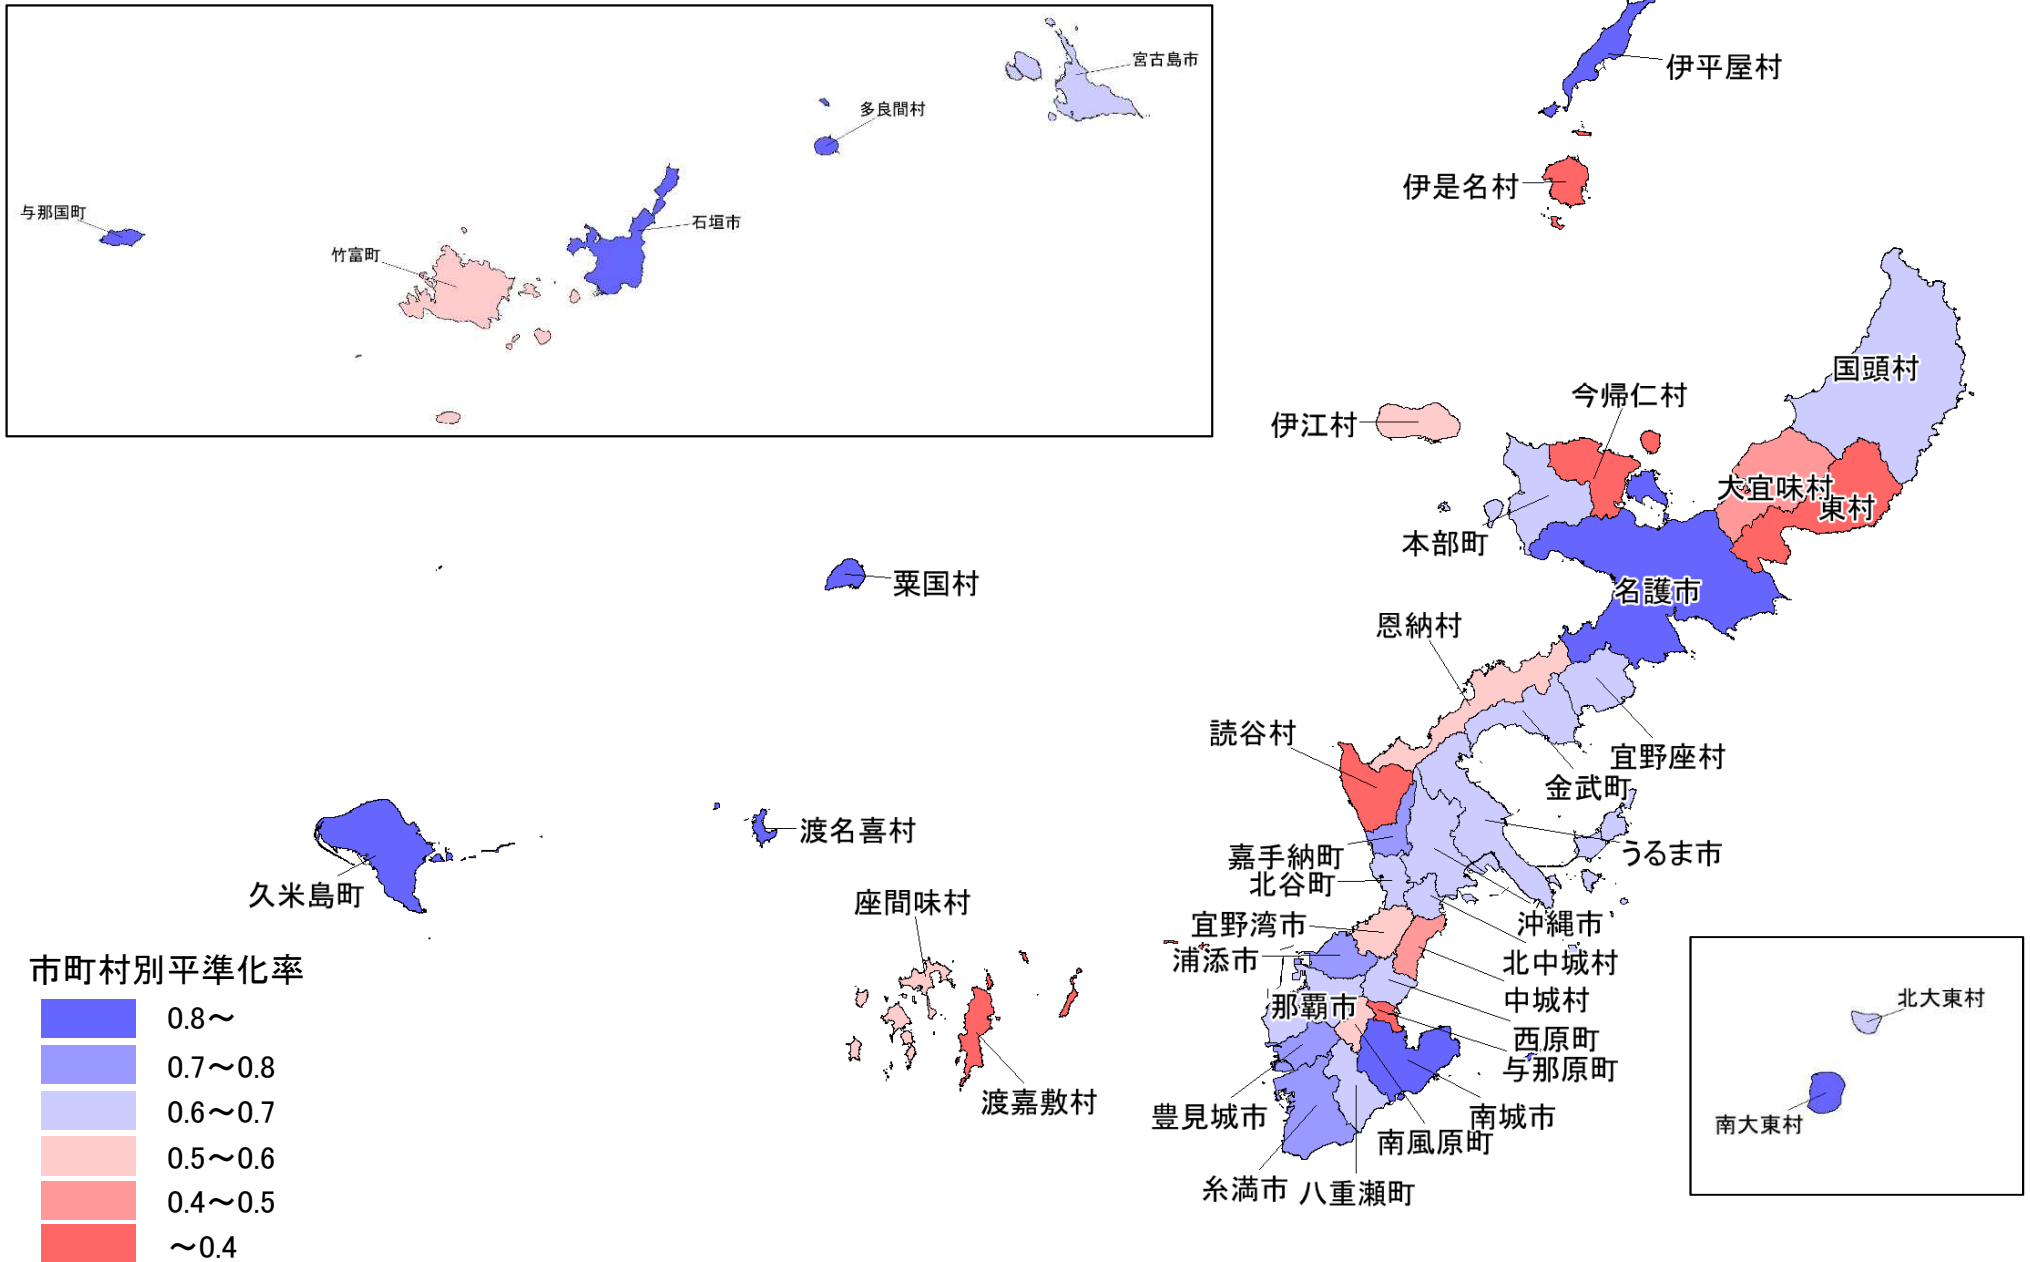 宮古島市
多良間村
与那国町
石垣市
竹富町
伊平屋村
伊是名村
国頭村
今帰仁村
伊江村
大宜味村
東村
本部町
粟国村
名護市
恩納村
読谷村
宜野座村
金武町
渡名喜村
うるま市
嘉手納町
北谷町
久米島町
座間味村
宜野湾市
沖縄市
浦添市
北中城村
中城村
那覇市
西原町
与那原町
渡嘉敷村
豊見城市
南城市
南風原町
糸満市
八重瀬町
北大東村
南大東村
市町村別平準化率
0.8~
0.7~0.8
0.6~0.7
0.5~0.6
0.4~0.5
~0.4